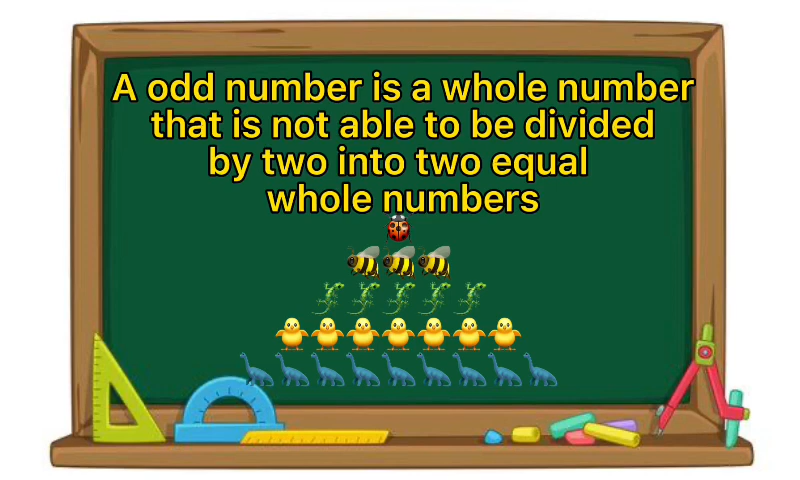 A odd number is a whole number
that is not able to be divided
by two into two equal
whole numbers
🐞
🐝🐝🐝
🦎🦎🦎🦎🦎
🐥🐥🐥🐥🐥🐥🐥
🦕🦕🦕🦕🦕🦕🦕🦕🦕